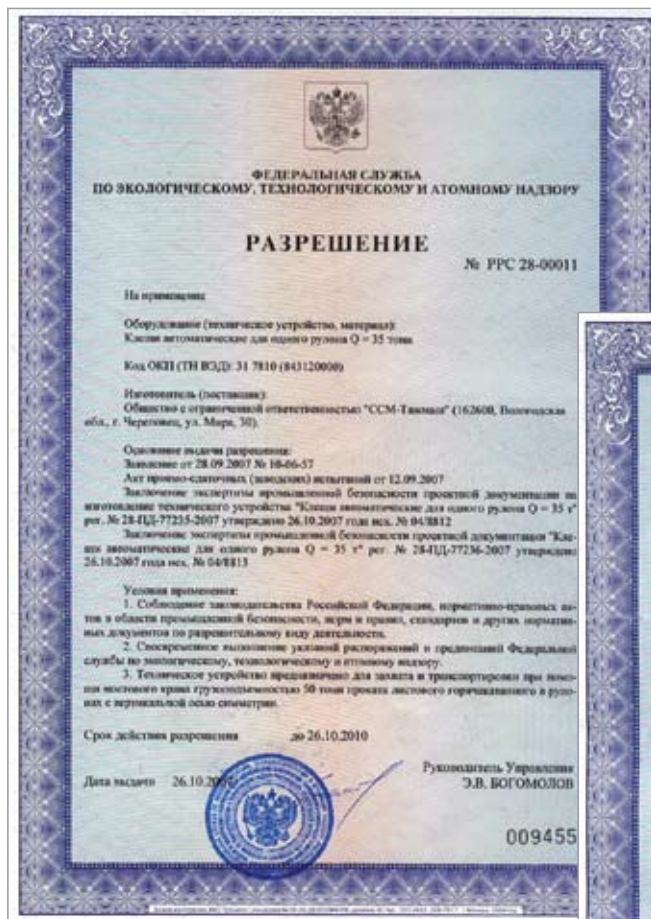 ФЕДЕРАЛЬНАЯ СЛУЖБА
ПО ЭКОЛОГИЧЕСКОМУ, ТЕХНОЛОГИЧЕСКОМУ И АТОМНОМУ НАДЗОРУ
РАЗРЕШЕНИЕ
№ РРС 28-00011
На применение
Оборудование (техническое устройство, материал):
Клещи автоматические для одного рулона Q = 35 тонн
Код ОКП (ТН ВЭД): 31 7810 (843120000)
Изготовитель (поставщик):
Общество с ограниченной ответственностью "ССМ-Тяжмаш" (162600, Вологодская
обл., г. Череповец, ул. Мира, 30).
Основание выдачи разрешения:
Заявление от 28.09.2007 № 10-06-57
Акт приемо-сдаточных (заводских) испытаний от 12.09.2007
Заключение экспертизы промышленной безопасности проектной документации на
изготовление технического устройства "Клещи автоматические для одного рулона Q = 35 т"
рег. № 28-ПД-77235-2007 утверждено 26.10.2007 года исх. № 04/8812
Заключение экспертизы промышленной безопасности проектной документации "Кле-
щи автоматические для одного рулона Q = 35 т" рег. № 28-ПД-77236-2007 утверждено
26.10.2007 года исх. № 04/8813
Условия применения:
1. Соблюдение законодательства Российской Федерации, нормативно-правовых ак-
тов в области промышленной безопасности, норм и правил, стандартов и других норматив-
ных документов по разрешительному виду деятельности.
2. Своевременное выполнение указаний распоряжений и предписаний Федеральной
службы по экологическому, технологическому и атомному надзору.
3. Техническое устройство предназначено для захвата и транспортировки при помо-
щи мостового крана грузоподъемностью 50 тонн проката листового горячекатанного в руло-
нах с вертикальной осью симметрии.
Срок действия разрешения до 26.10.2010
Дата выдачи 26.10.2007
Руководитель Управления
Э.В. БОГОМОЛОВ
009455